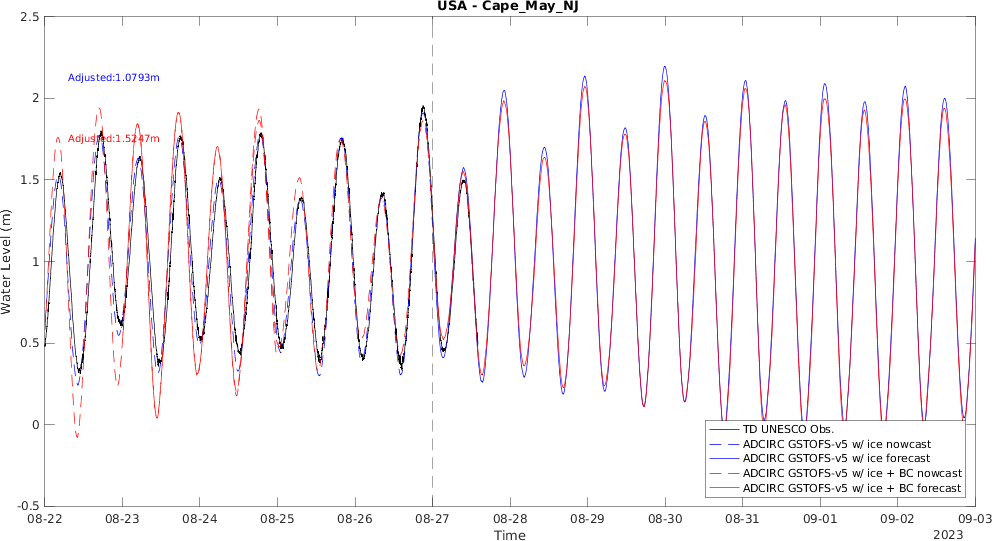 USA - Cape_May_NJ
2.5
2
1.5
1
0.5
0
-0.5
Water Level (m)
Adjusted:1.0793m
Adjusted:1.5247m
TD UNESCO Obs.
ADCIRC GSTOFS-v5 w/ ice nowcast
ADCIRC GSTOFS-v5 w/ ice forecast
ADCIRC GSTOFS-v5 w/ ice + BC nowcast
ADCIRC GSTOFS-v5 w/ ice + BC forecast
08-22 08-23 08-24 08-25 08-26 08-27 08-28 08-29 08-30 08-31 09-01 09-02 09-03
Time
2023